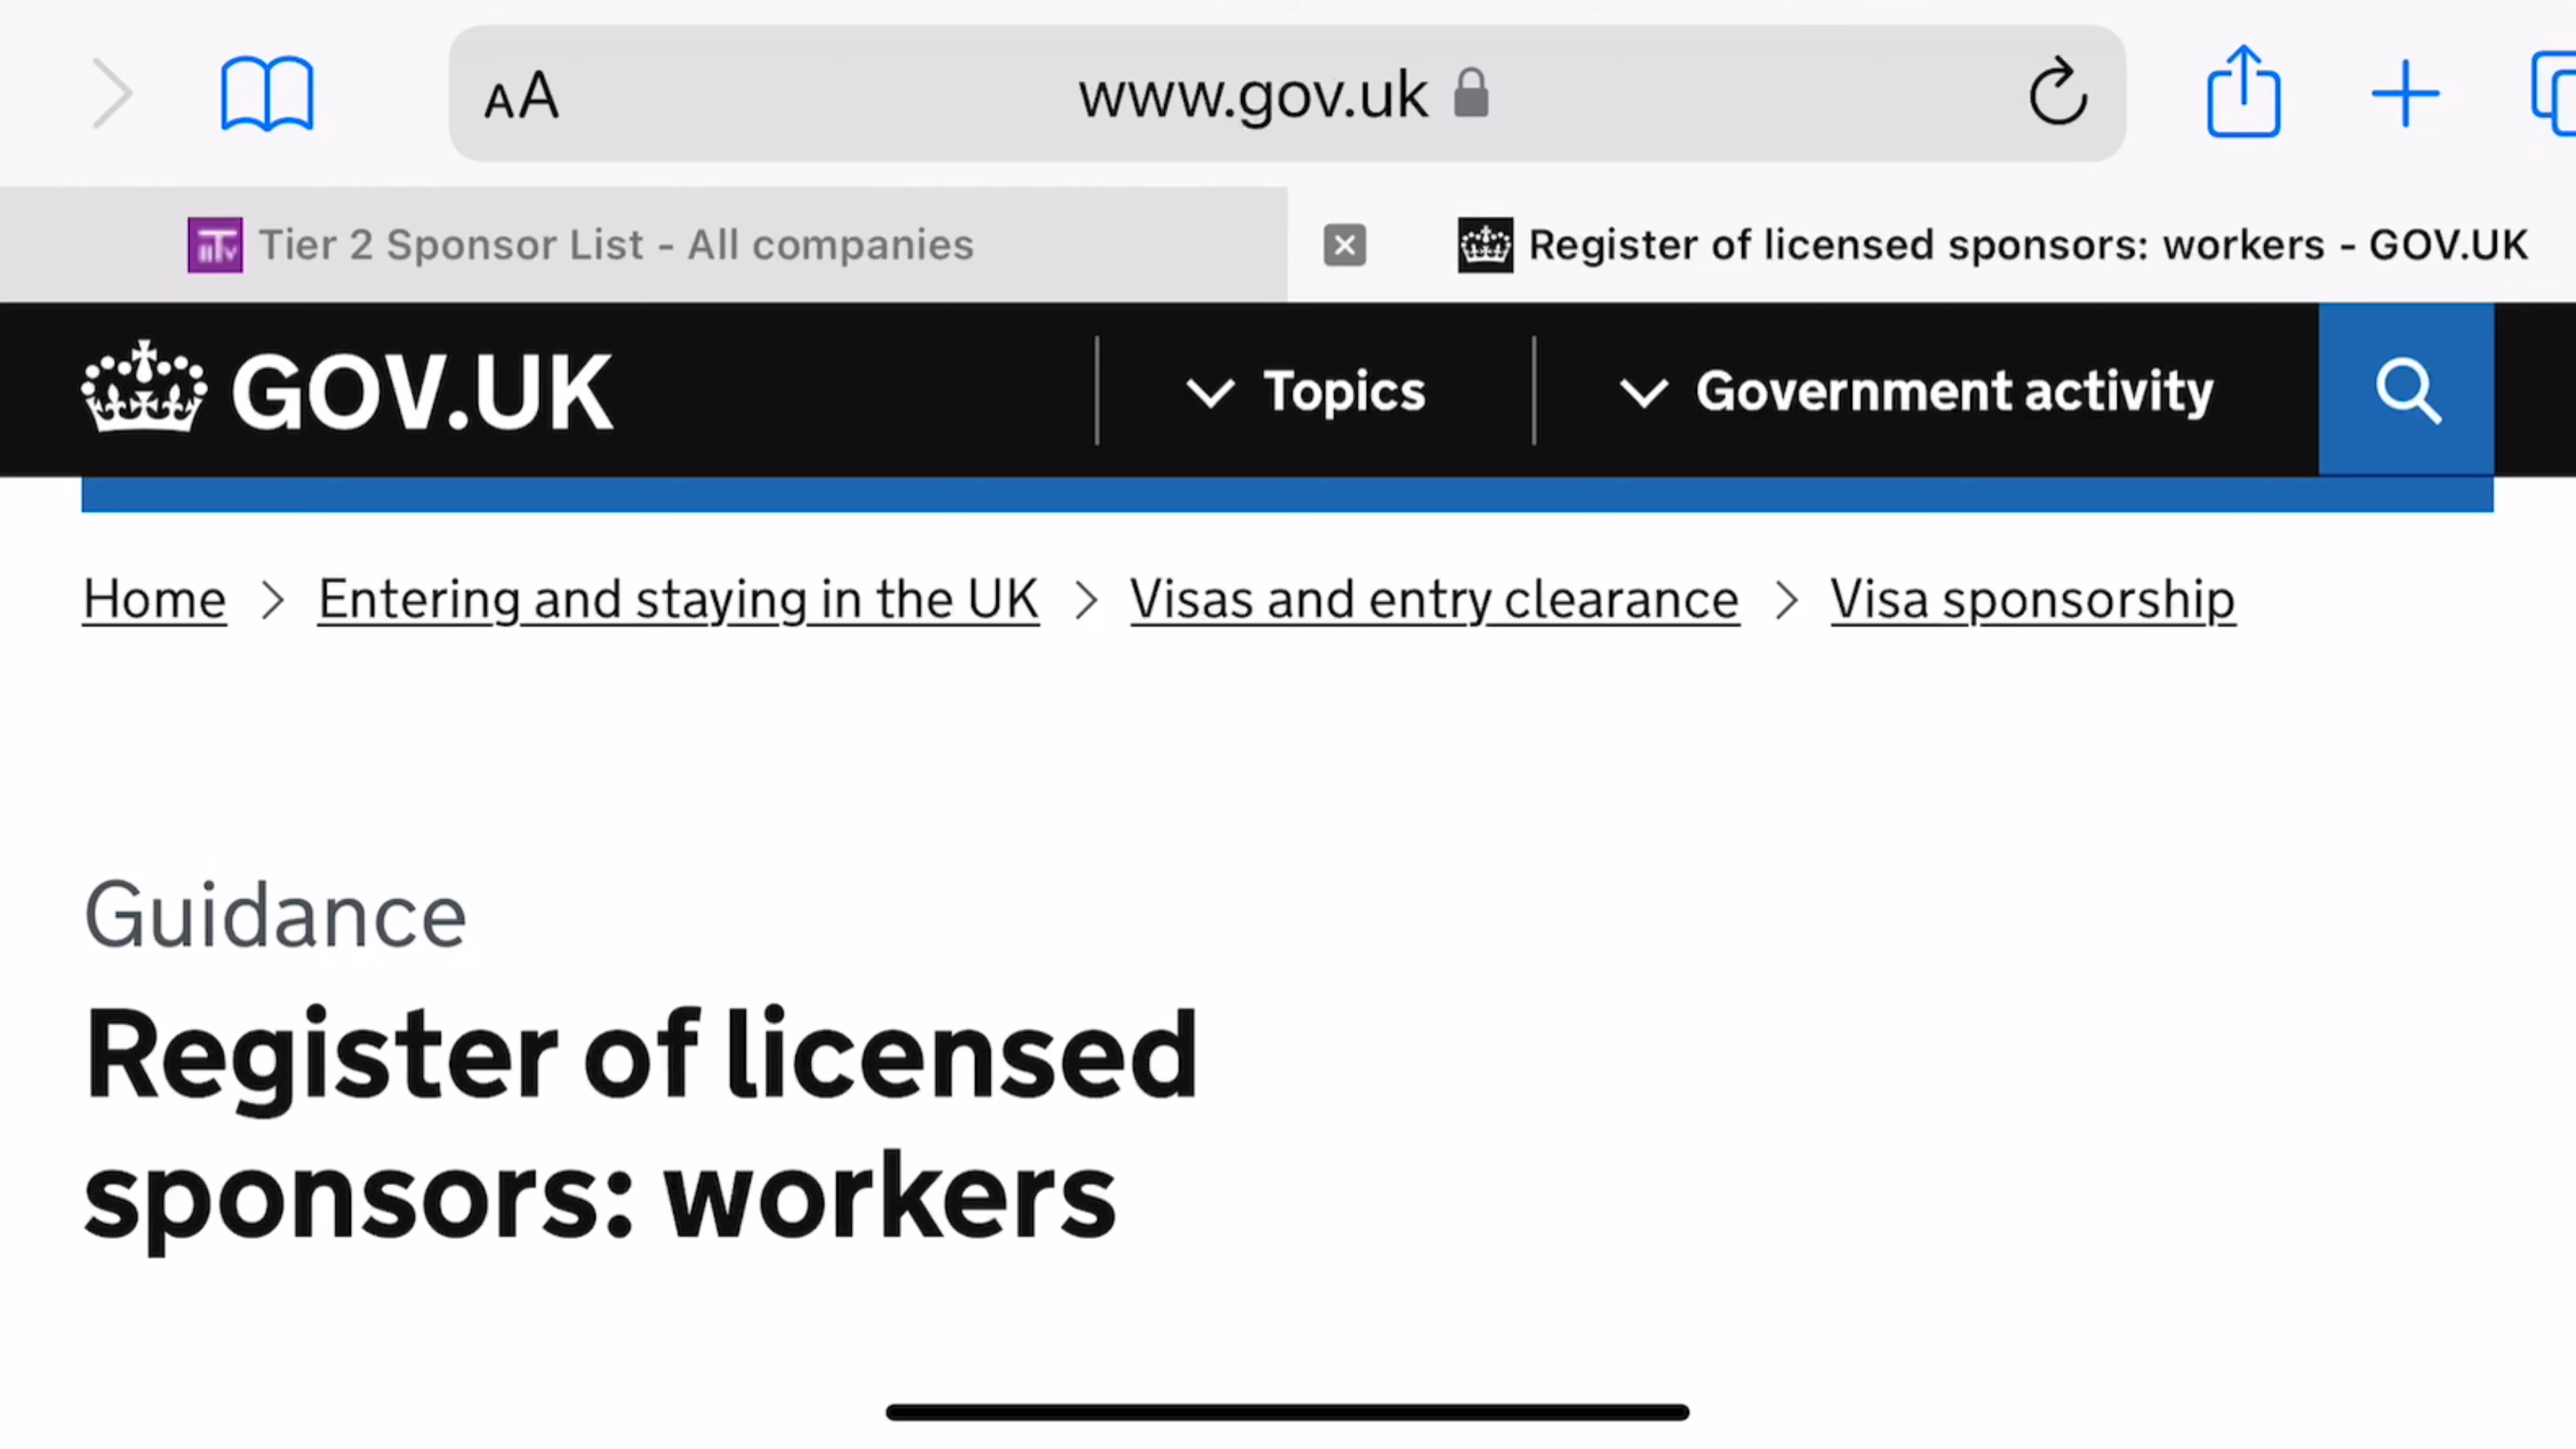 AA
www.gov.uk
Tier 2 Sponsor List - All companies
Register of licensed sponsors: workers - GOV.UK
GOV.UK
Topics
Government activity
Home > Entering and staying in the UK > Visas and entry clearance > Visa sponsorship
Guidance
Register of licensed
sponsors: workers